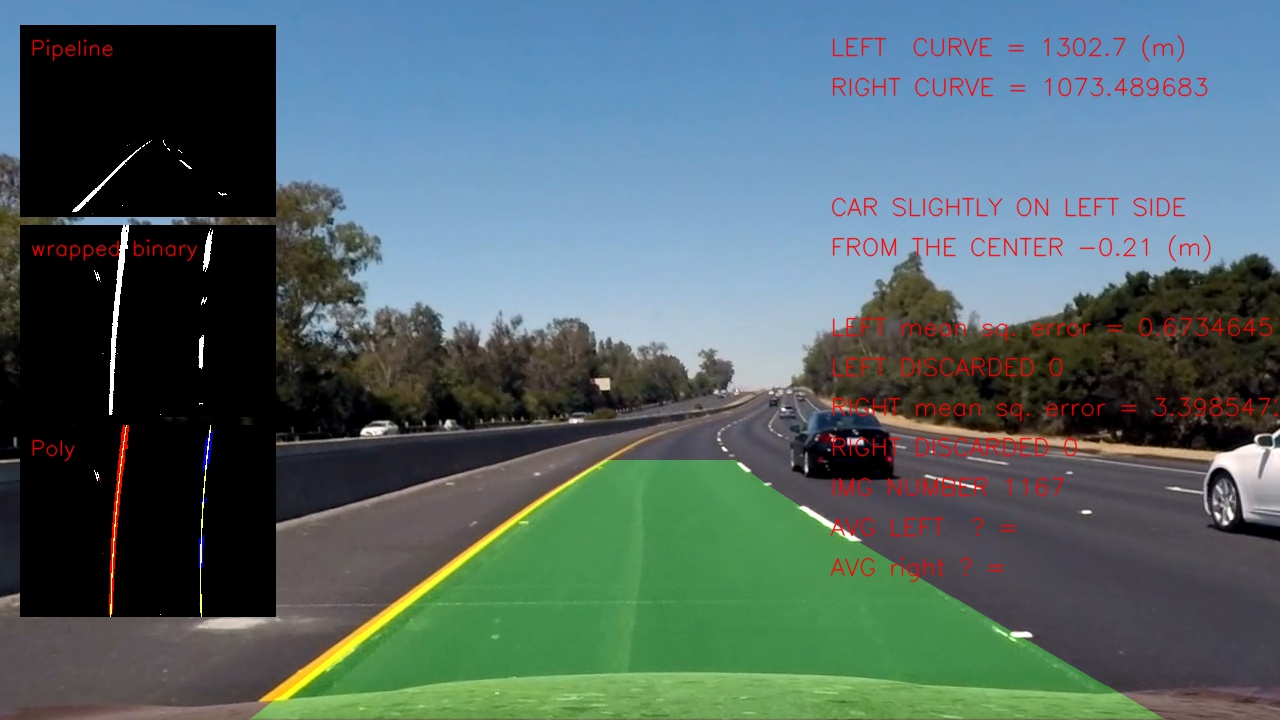 Pipeline
wrapped binary
Poly
LEFT CURVE = 1302.7 (m)
RIGHT CURVE = 1073.489683
CAR SLIGHTLY ON LEFT SIDE
FROM THE CENTER -0.21 (m)
LEFT mean sq. error = 0.6734645
LEFT DISCARDED 0
RIGHT mean sq. error = 3.398547
RIGHT DISCARDED 0
IMG NUMBER 1167
AVG LEFT ? =
AVG right ? =